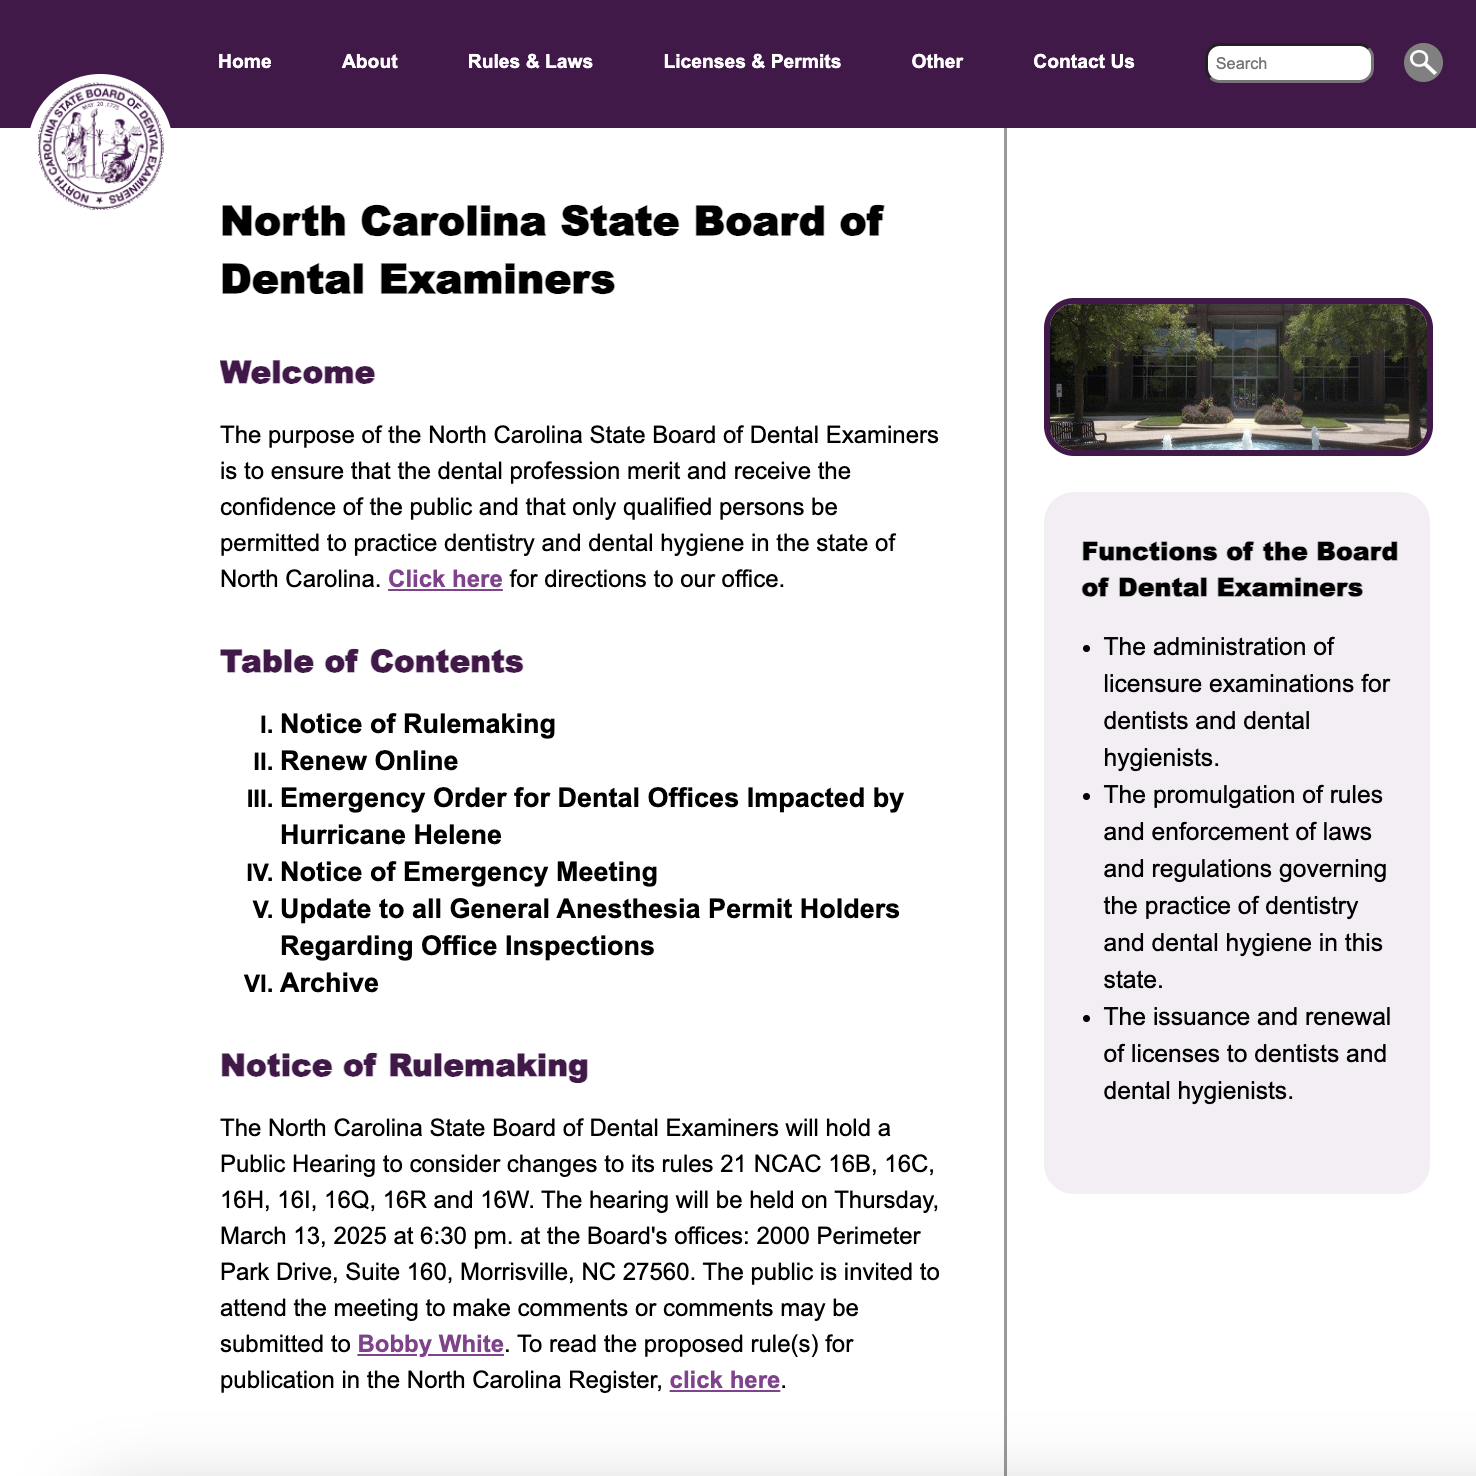 Home About Rules & Laws Licenses & Permits Other Contact Us Search
NORTH CAROLINA STATE BOARD OF DENTAL EXAMINERS
MAY 20, 1775
North Carolina State Board of
Dental Examiners
Welcome
The purpose of the North Carolina State Board of Dental Examiners
is to ensure that the dental profession merit and receive the
confidence of the public and that only qualified persons be
permitted to practice dentistry and dental hygiene in the state of
North Carolina. Click here for directions to our office.
Table of Contents
I. Notice of Rulemaking
II. Renew Online
III. Emergency Order for Dental Offices Impacted by
Hurricane Helene
IV. Notice of Emergency Meeting
V. Update to all General Anesthesia Permit Holders
Regarding Office Inspections
VI. Archive
Notice of Rulemaking
The North Carolina State Board of Dental Examiners will hold a
Public Hearing to consider changes to its rules 21 NCAC 16B, 16C,
16H, 16I, 16Q, 16R and 16W. The hearing will be held on Thursday,
March 13, 2025 at 6:30 pm. at the Board's offices: 2000 Perimeter
Park Drive, Suite 160, Morrisville, NC 27560. The public is invited to
attend the meeting to make comments or comments may be
submitted to Bobby White. To read the proposed rule(s) for
publication in the North Carolina Register, click here.
Functions of the Board
of Dental Examiners
• The administration of
licensure examinations for
dentists and dental
hygienists.
• The promulgation of rules
and enforcement of laws
and regulations governing
the practice of dentistry
and dental hygiene in this
state.
• The issuance and renewal
of licenses to dentists and
dental hygienists.